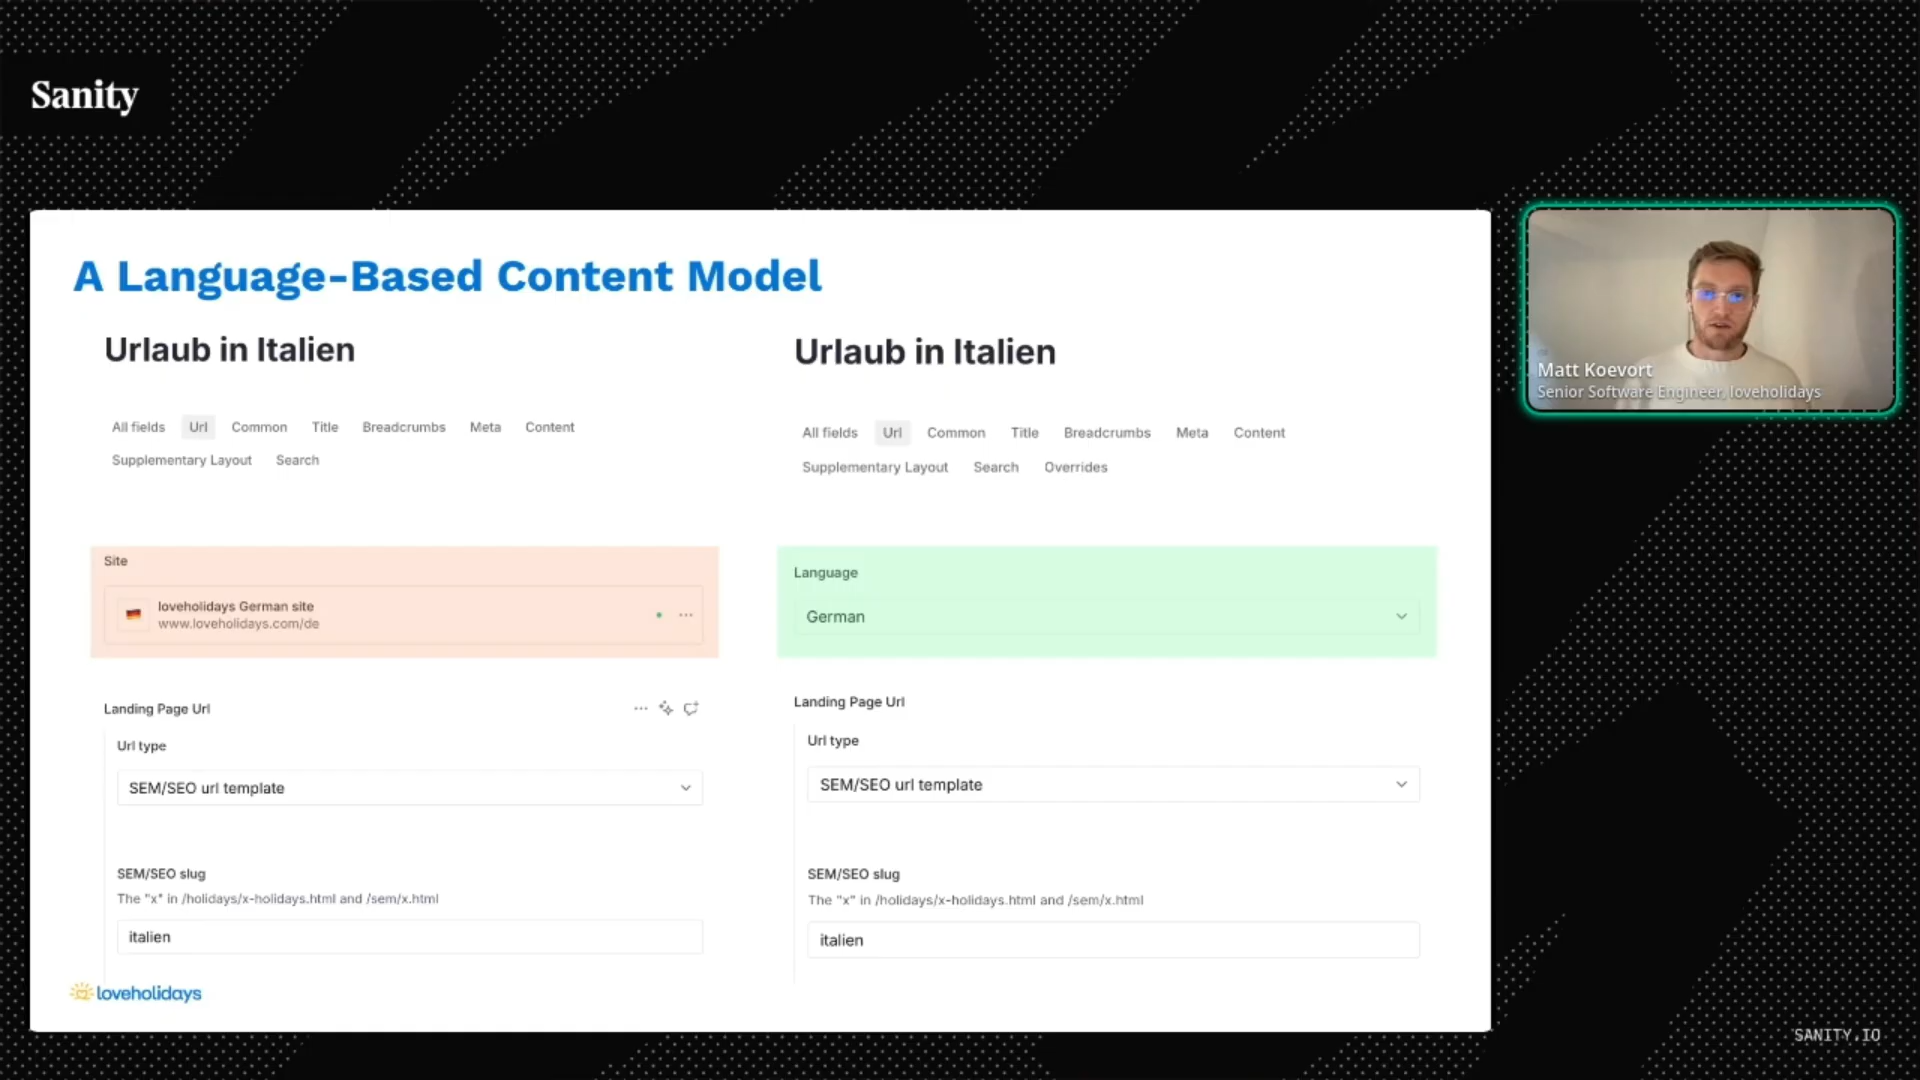 Sanity
A Language-Based Content Model
Urlaub in Italien
All fields Url Common Title Breadcrumbs Meta Content
Supplementary Layout Search
Site
loveholidays German site
www.loveholidays.com/de
Landing Page Url
Url type
SEM/SEO url template
SEM/SEO slug
The "x" in /holidays/x-holidays.html and /sem/x.html
italien
loveholidays
Urlaub in Italien
All fields Url Common Title Breadcrumbs Meta Content
Supplementary Layout Search Overrides
Language
German
Landing Page Url
Url type
SEM/SEO url template
SEM/SEO slug
The "x" in /holidays/x-holidays.html and /sem/x.html
italien
Matt Koevort
Senior Software Engineer, loveholidays
SANITY.IO